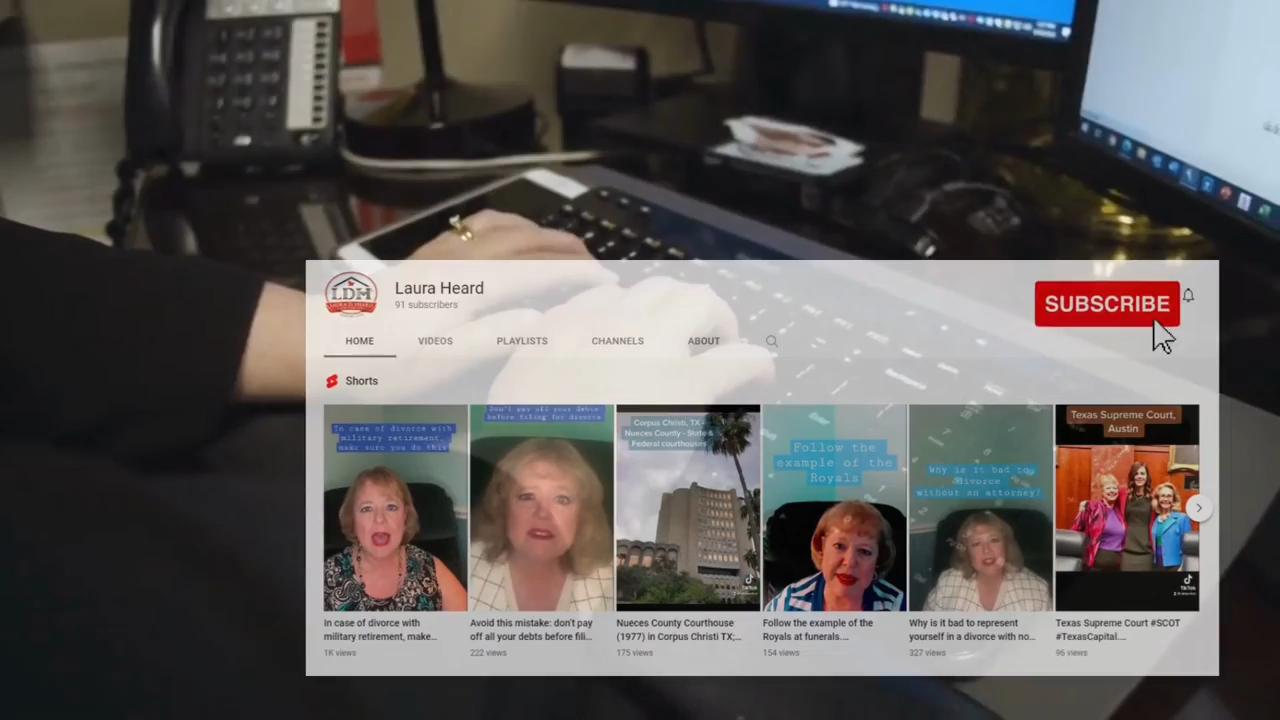 LDM
Laura Heard
91 subscribers
SUBSCRIBE
HOME
VIDEOS
PLAYLISTS
CHANNELS
ABOUT
Shorts
In case of divorce with
military retirement,
make sure you do this
Don't pay off your debts
before filing for divorce
Corpus Christi, TX -
Nueces County - State &
Federal courthouses
TikTok
Follow the
example of the
Royals
Why is it bad to
divorce
without an attorney?
Texas Supreme Court,
Austin
TikTok
In case of divorce with
military retirement, make...
1K views
Avoid this mistake: don't pay
off all your debts before fili...
222 views
Nueces County Courthouse
(1977) in Corpus Christi TX;...
175 views
Follow the example of the
Royals at funerals....
154 views
Why is it bad to represent
yourself in a divorce with no...
327 views
Texas Supreme Court #SCOT
#TexasCapital....
96 views